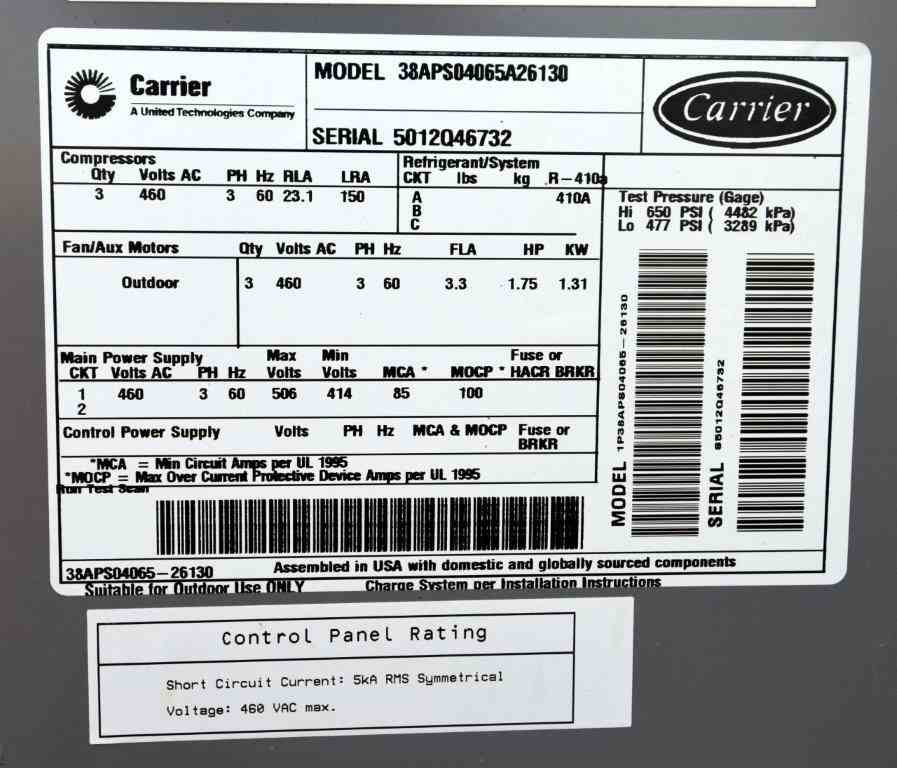 Carrier
A United Technologies Company
MODEL 38APS04065A26130
SERIAL 5012Q46732
Carrier
Compressors
Qty Volts AC PH Hz RLA LRA
3 460 3 60 23.1 150
Refrigerant/System
CKT lbs kg R-410a
A 410A
B
C
Test Pressure (Gage)
Hi 650 PSI ( 4482 kPa)
Lo 477 PSI ( 3289 kPa)
Fan/Aux Motors Qty Volts AC PH Hz FLA HP KW
Outdoor 3 460 3 60 3.3 1.75 1.31
Main Power Supply Max Min Fuse or
CKT Volts AC PH Hz Volts Volts MCA * MOCP * HACR BRKR
1 460 3 60 506 414 85 100
2
Control Power Supply Volts PH Hz MCA & MOCP Fuse or
BRKR
*MCA = Min Circuit Amps per UL 1995
*MOCP = Max Over Current Protective Device Amps per UL 1995
Run Test Scan
MODEL 1P38APS04065-26130
SERIAL S5012Q46732
38APS04065-26130
Assembled in USA with domestic and globally sourced components
Suitable for Outdoor Use ONLY Charge System per Installation Instructions
Control Panel Rating
Short Circuit Current: 5kA RMS Symmetrical
Voltage: 460 VAC max.